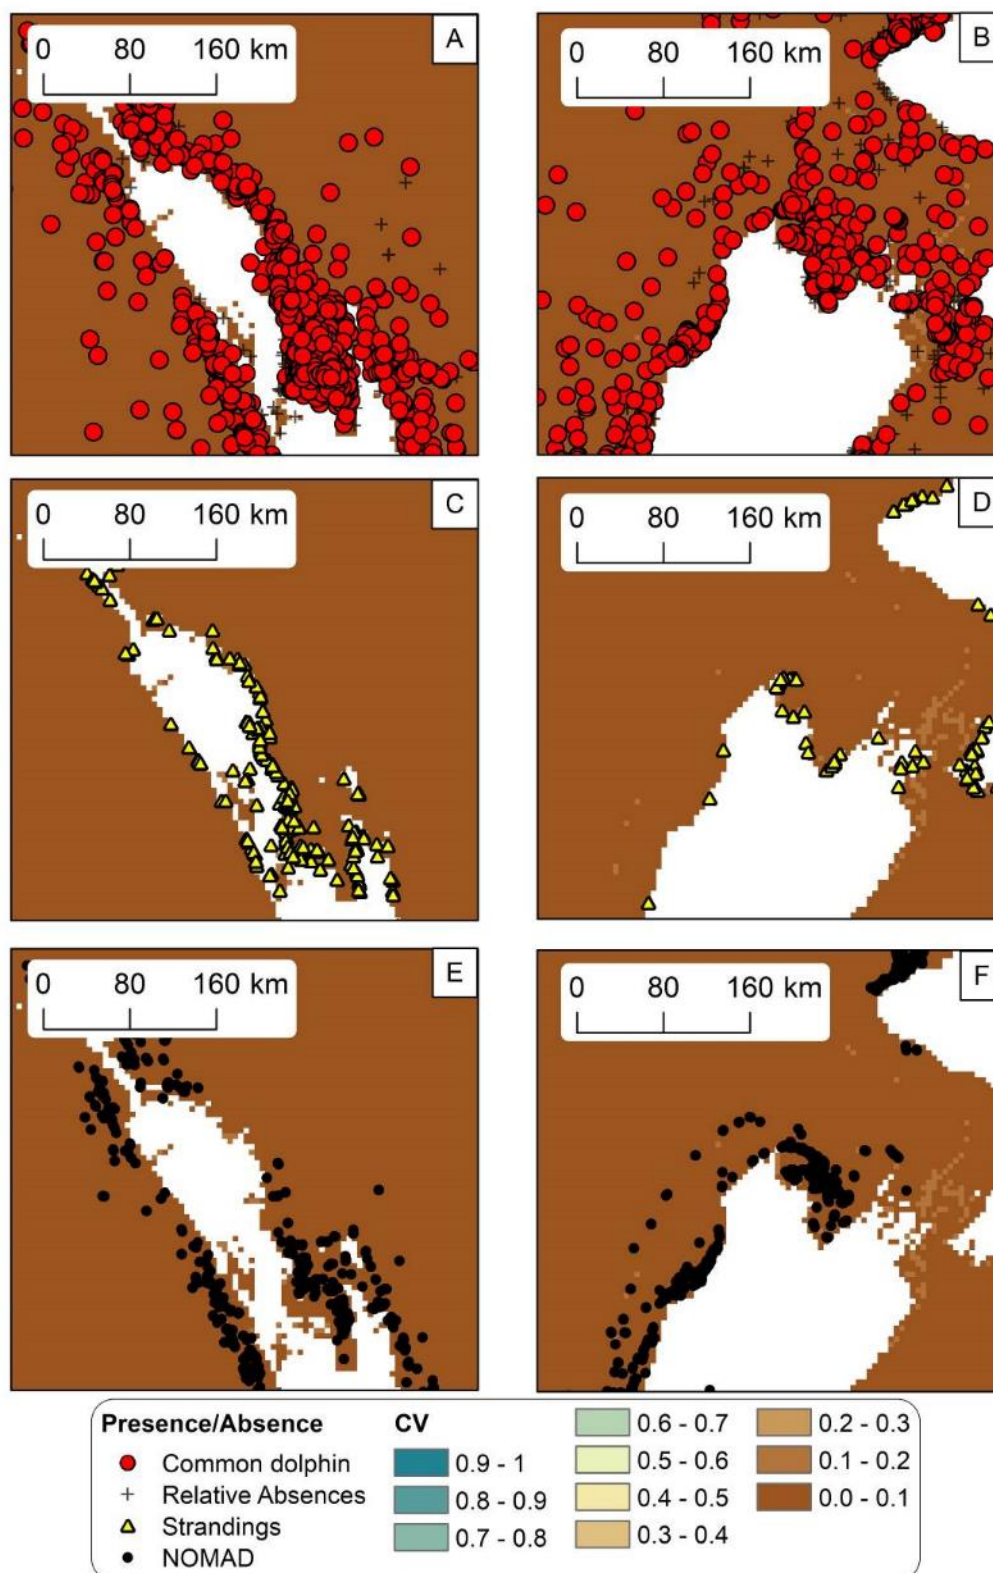 0 80 160 km A
0 80 160 km B
0 80 160 km C
0 80 160 km D
0 80 160 km E
0 80 160 km F
Presence/Absence
Common dolphin
Relative Absences
Strandings
NOMAD
CV
0.9 - 1
0.8 - 0.9
0.7 - 0.8
0.6 - 0.7
0.5 - 0.6
0.4 - 0.5
0.3 - 0.4
0.2 - 0.3
0.1 - 0.2
0.0 - 0.1